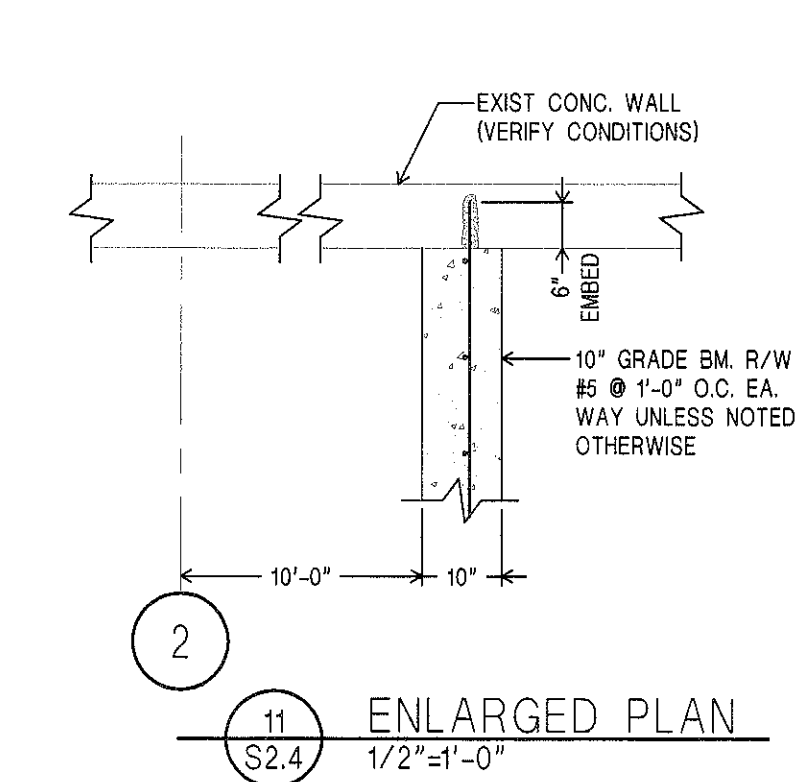 EXIST CONC. WALL
(VERIFY CONDITIONS)
6"
EMBED
10" GRADE BM. R/W
#5 @ 1'-0" O.C. EA.
WAY UNLESS NOTED
OTHERWISE
10'-0"
10"
2
11
S2.4
ENLARGED PLAN
1/2"=1'-0"